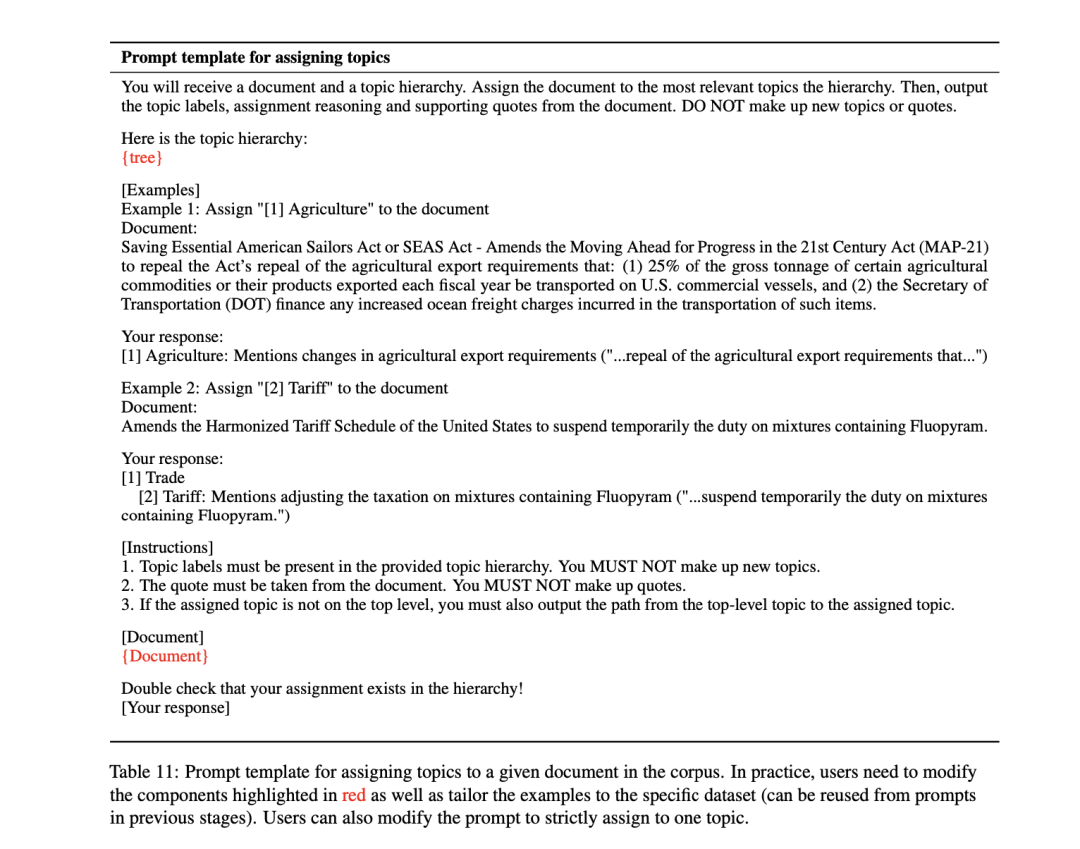 Prompt template for assigning topics
You will receive a document and a topic hierarchy. Assign the document to the most relevant topics the hierarchy. Then, output
the topic labels, assignment reasoning and supporting quotes from the document. DO NOT make up new topics or quotes.
Here is the topic hierarchy:
{tree}
[Examples]
Example 1: Assign "[1] Agriculture" to the document
Document:
Saving Essential American Sailors Act or SEAS Act - Amends the Moving Ahead for Progress in the 21st Century Act (MAP-21)
to repeal the Act's repeal of the agricultural export requirements that: (1) 25% of the gross tonnage of certain agricultural
commodities or their products exported each fiscal year be transported on U.S. commercial vessels, and (2) the Secretary of
Transportation (DOT) finance any increased ocean freight charges incurred in the transportation of such items.
Your response:
[1] Agriculture: Mentions changes in agricultural export requirements ("...repeal of the agricultural export requirements that...")
Example 2: Assign "[2] Tariff" to the document
Document:
Amends the Harmonized Tariff Schedule of the United States to suspend temporarily the duty on mixtures containing Fluopyram.
Your response:
[1] Trade
[2] Tariff: Mentions adjusting the taxation on mixtures containing Fluopyram ("...suspend temporarily the duty on mixtures
containing Fluopyram.")
[Instructions]
1. Topic labels must be present in the provided topic hierarchy. You MUST NOT make up new topics.
2. The quote must be taken from the document. You MUST NOT make up quotes.
3. If the assigned topic is not on the top level, you must also output the path from the top-level topic to the assigned topic.
[Document]
{Document}
Double check that your assignment exists in the hierarchy!
[Your response]
Table 11: Prompt template for assigning topics to a given document in the corpus. In practice, users need to modify
the components highlighted in red as well as tailor the examples to the specific dataset (can be reused from prompts
in previous stages). Users can also modify the prompt to strictly assign to one topic.